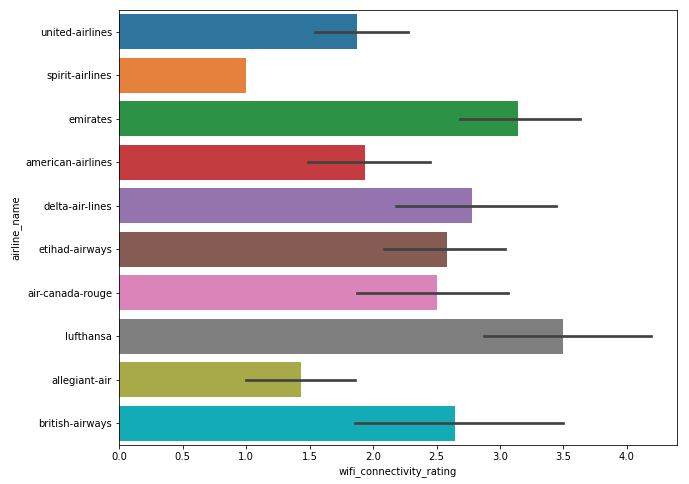 airline_name
united-airlines
spirit-airlines
emirates
american-airlines
delta-air-lines
etihad-airways
air-canada-rouge
lufthansa
allegiant-air
british-airways
0.0 0.5 1.0 1.5 2.0 2.5 3.0 3.5 4.0
wifi_connectivity_rating